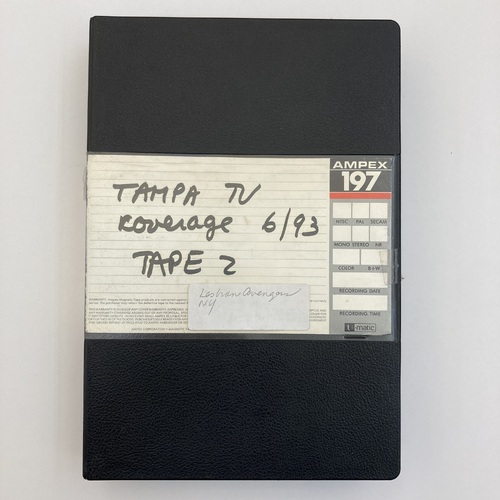 AMPEX
197
TAMPA TV
Koverage 6/93
TAPE 2
Lesbian Avengers
NY
NTSC PAL SECAM
MONO STEREO NR
COLOR B+W
RECORDING DATE
RECORDING TIME
u-matic